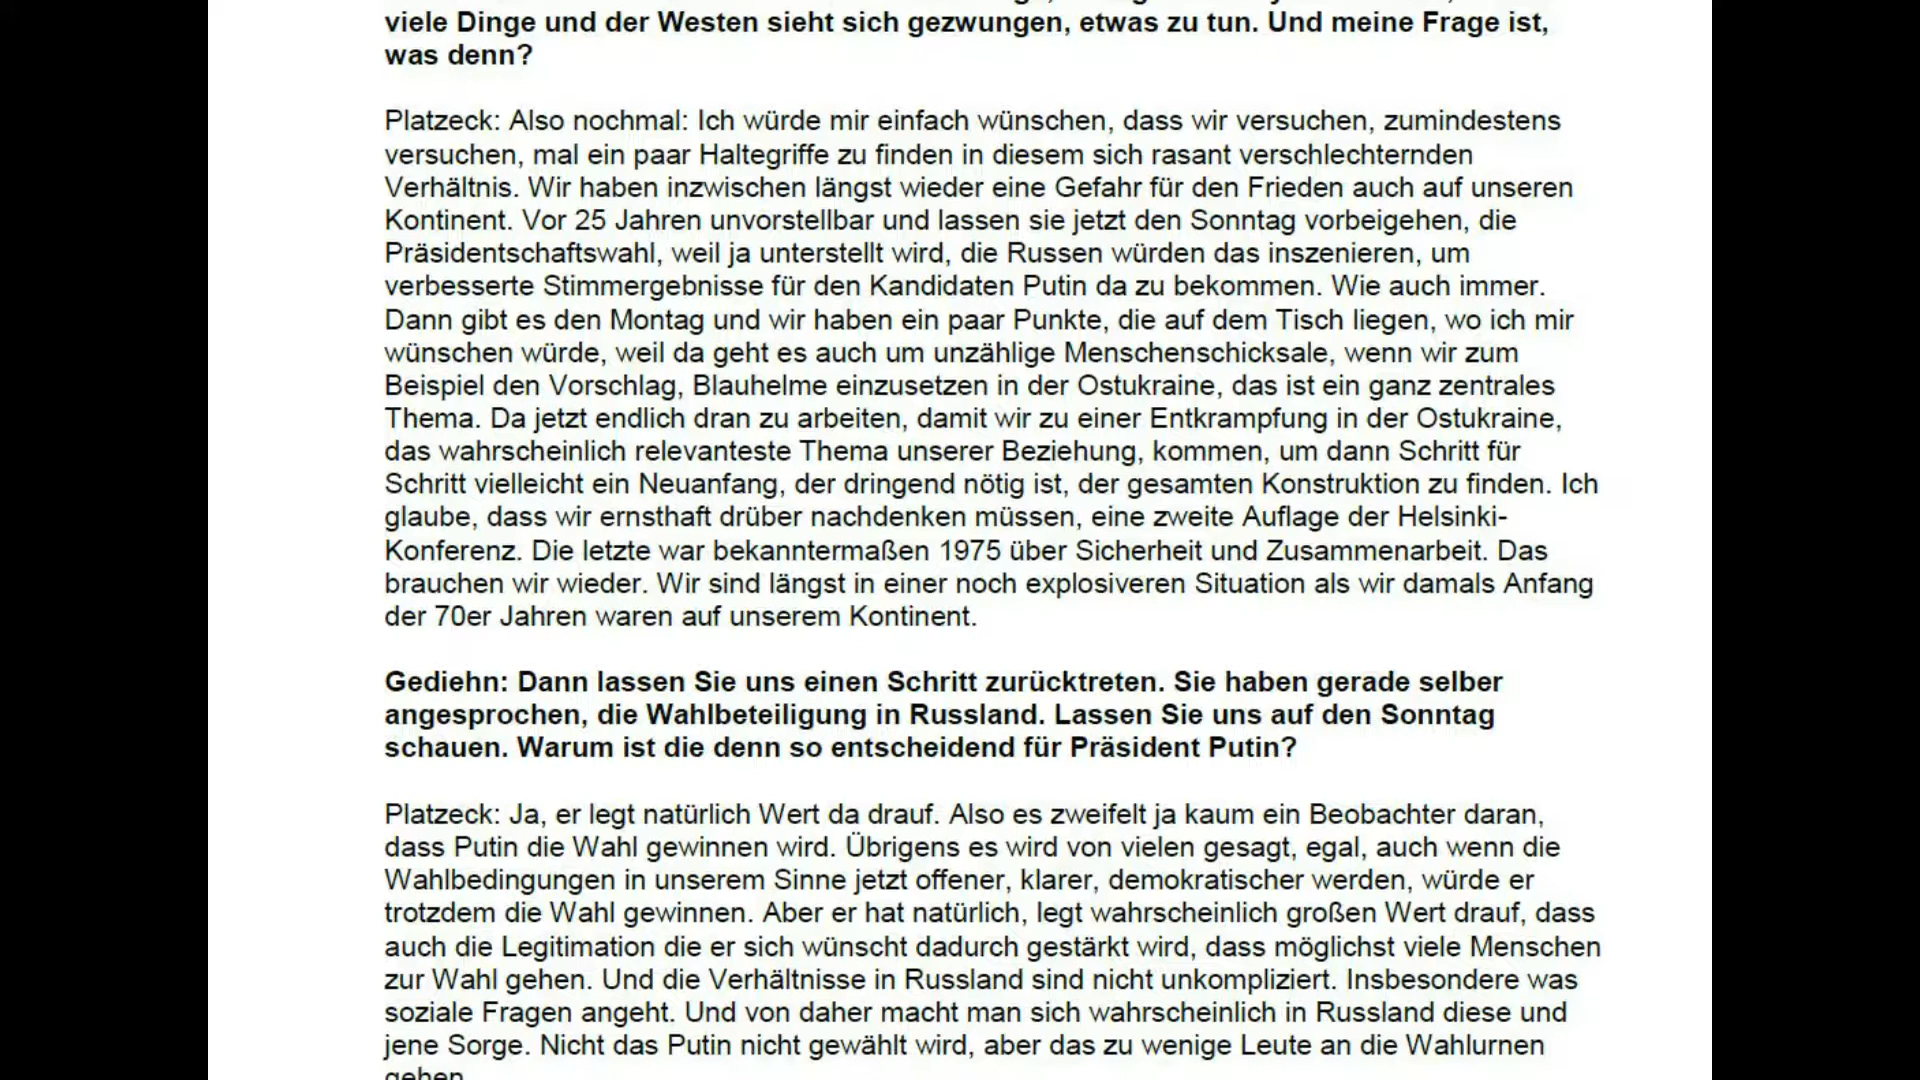 viele Dinge und der Westen sieht sich gezwungen, etwas zu tun. Und meine Frage ist,
was denn?
Platzeck: Also nochmal: Ich würde mir einfach wünschen, dass wir versuchen, zumindestens
versuchen, mal ein paar Haltegriffe zu finden in diesem sich rasant verschlechternden
Verhältnis. Wir haben inzwischen längst wieder eine Gefahr für den Frieden auch auf unseren
Kontinent. Vor 25 Jahren unvorstellbar und lassen sie jetzt den Sonntag vorbeigehen, die
Präsidentschaftswahl, weil ja unterstellt wird, die Russen würden das inszenieren, um
verbesserte Stimmergebnisse für den Kandidaten Putin da zu bekommen. Wie auch immer.
Dann gibt es den Montag und wir haben ein paar Punkte, die auf dem Tisch liegen, wo ich mir
wünschen würde, weil da geht es auch um unzählige Menschenschicksale, wenn wir zum
Beispiel den Vorschlag, Blauhelme einzusetzen in der Ostukraine, das ist ein ganz zentrales
Thema. Da jetzt endlich dran zu arbeiten, damit wir zu einer Entkrampfung in der Ostukraine,
das wahrscheinlich relevanteste Thema unserer Beziehung, kommen, um dann Schritt für
Schritt vielleicht ein Neuanfang, der dringend nötig ist, der gesamten Konstruktion zu finden. Ich
glaube, dass wir ernsthaft drüber nachdenken müssen, eine zweite Auflage der Helsinki-
Konferenz. Die letzte war bekanntermaßen 1975 über Sicherheit und Zusammenarbeit. Das
brauchen wir wieder. Wir sind längst in einer noch explosiveren Situation als wir damals Anfang
der 70er Jahren waren auf unserem Kontinent.
Gediehn: Dann lassen Sie uns einen Schritt zurücktreten. Sie haben gerade selber
angesprochen, die Wahlbeteiligung in Russland. Lassen Sie uns auf den Sonntag
schauen. Warum ist die denn so entscheidend für Präsident Putin?
Platzeck: Ja, er legt natürlich Wert da drauf. Also es zweifelt ja kaum ein Beobachter daran,
dass Putin die Wahl gewinnen wird. Übrigens es wird von vielen gesagt, egal, auch wenn die
Wahlbedingungen in unserem Sinne jetzt offener, klarer, demokratischer werden, würde er
trotzdem die Wahl gewinnen. Aber er hat natürlich, legt wahrscheinlich großen Wert drauf, dass
auch die Legitimation die er sich wünscht dadurch gestärkt wird, dass möglichst viele Menschen
zur Wahl gehen. Und die Verhältnisse in Russland sind nicht unkompliziert. Insbesondere was
soziale Fragen angeht. Und von daher macht man sich wahrscheinlich in Russland diese und
jene Sorge. Nicht das Putin nicht gewählt wird, aber das zu wenige Leute an die Wahlurnen
gehen.